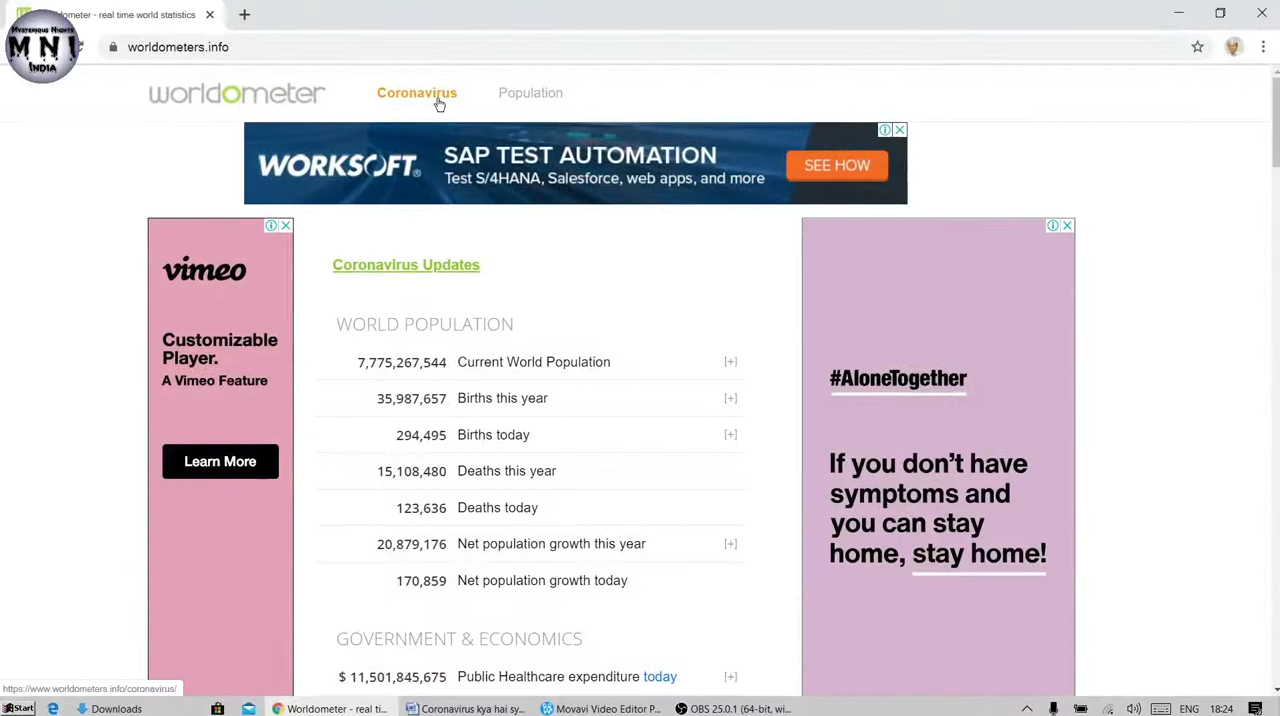 Worldometer - real time world statistics
MYSTERIOUS NIGHTS
MNI
INDIA
worldometers.info
worldometer
Coronavirus
Population
WORKSOFT.
SAP TEST AUTOMATION
Test S/4HANA, Salesforce, web apps, and more
SEE HOW
vimeo
Customizable
Player.
A Vimeo Feature
Learn More
Coronavirus Updates
WORLD POPULATION
7,775,267,544 Current World Population [+]
35,987,657 Births this year [+]
294,495 Births today [+]
15,108,480 Deaths this year
123,636 Deaths today
20,879,176 Net population growth this year [+]
170,859 Net population growth today
GOVERNMENT & ECONOMICS
$ 11,501,845,675 Public Healthcare expenditure today [+]
#AloneTogether
If you don't have
symptoms and
you can stay
home, stay home!
https://www.worldometers.info/coronavirus/
Start
Downloads
Worldometer - real ti...
Coronavirus kya hai sy...
Movavi Video Editor P...
OBS 25.0.1 (64-bit, wi...
ENG
18:24